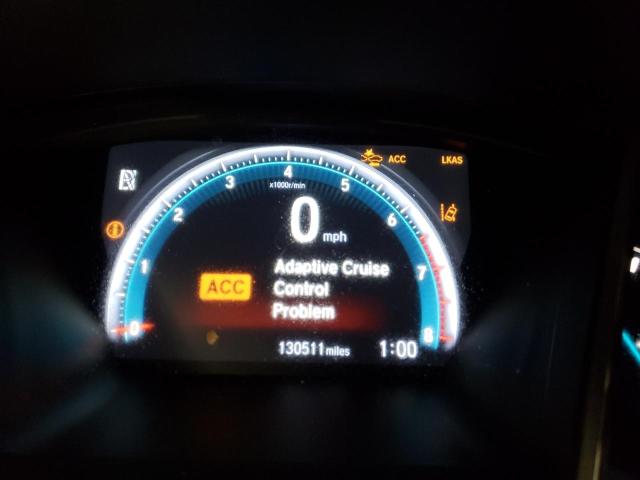 ACC LKAS
4
3 5
x1000r/min
2 6
0
mph
1 7
Adaptive Cruise
ACC Control
Problem
0 8
130511 miles 1:00